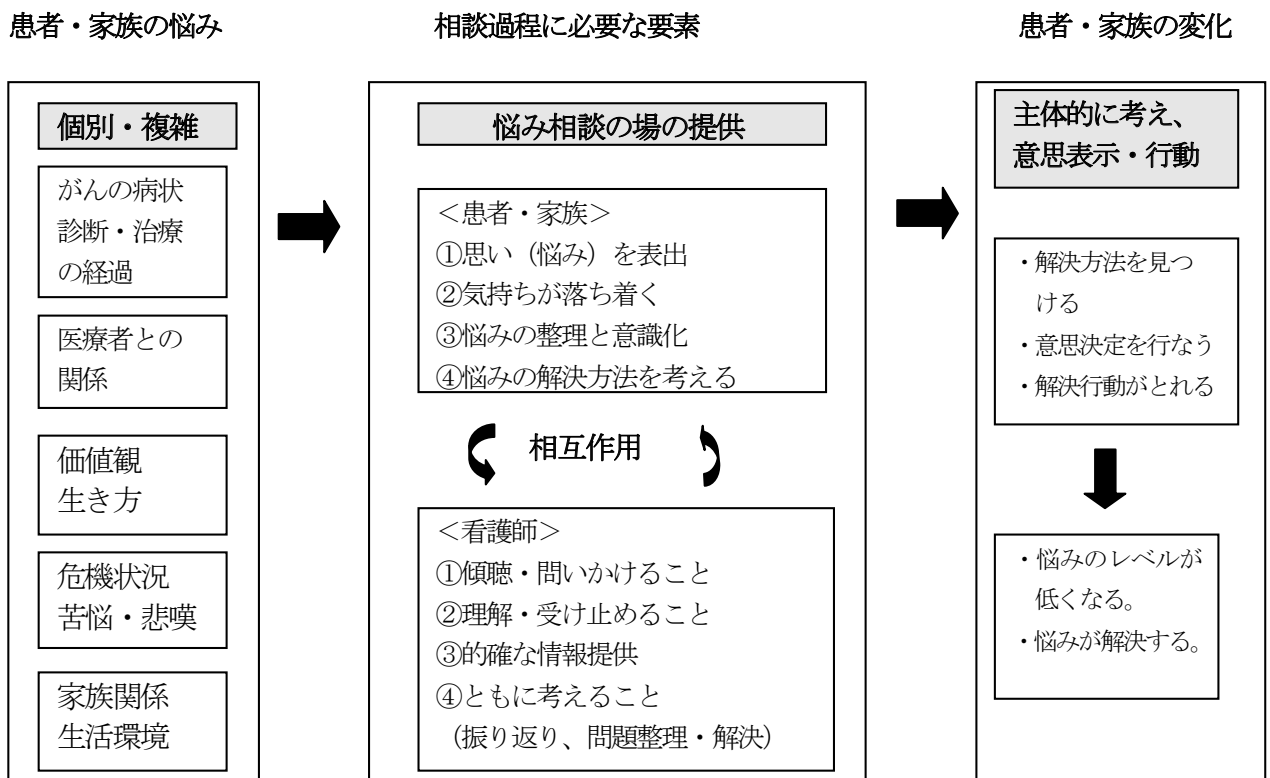 患者・家族の悩み
相談過程に必要な要素
患者・家族の変化
個別・複雑
がんの病状
診断・治療
の経過
医療者との
関係
価値観
生き方
危機状況
苦悩・悲嘆
家族関係
生活環境
悩み相談の場の提供
<患者・家族>
①思い(悩み)を表出
②気持ちが落ち着く
③悩みの整理と意識化
④悩みの解決方法を考える
相互作用
<看護師>
①傾聴・問いかけること
②理解・受け止めること
③的確な情報提供
④ともに考えること
(振り返り、問題整理・解決)
主体的に考え、
意思表示・行動
・解決方法を見つ
ける
・意思決定を行なう
・解決行動がとれる
・悩みのレベルが
低くなる。
・悩みが解決する。